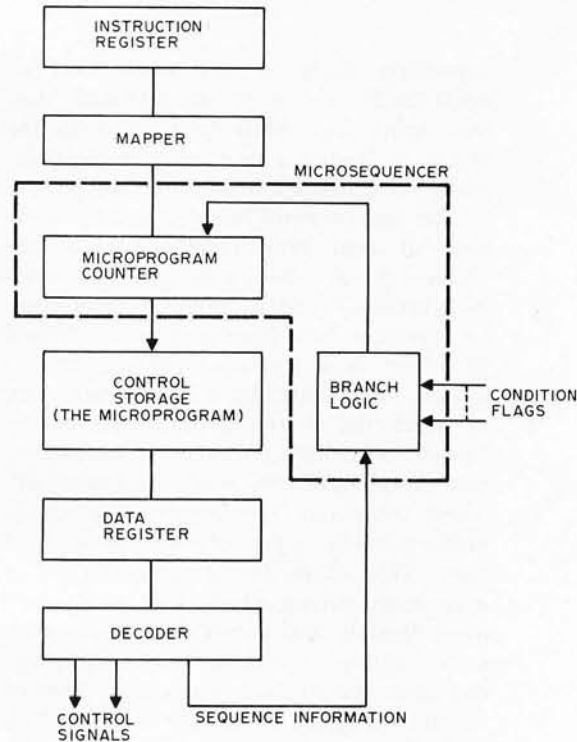 INSTRUCTION
REGISTER
MAPPER
MICROSEQUENCER
MICROPROGRAM
COUNTER
CONTROL
STORAGE
(THE MICROPROGRAM)
BRANCH
LOGIC
CONDITION
FLAGS
DATA
REGISTER
DECODER
CONTROL
SIGNALS
SEQUENCE INFORMATION